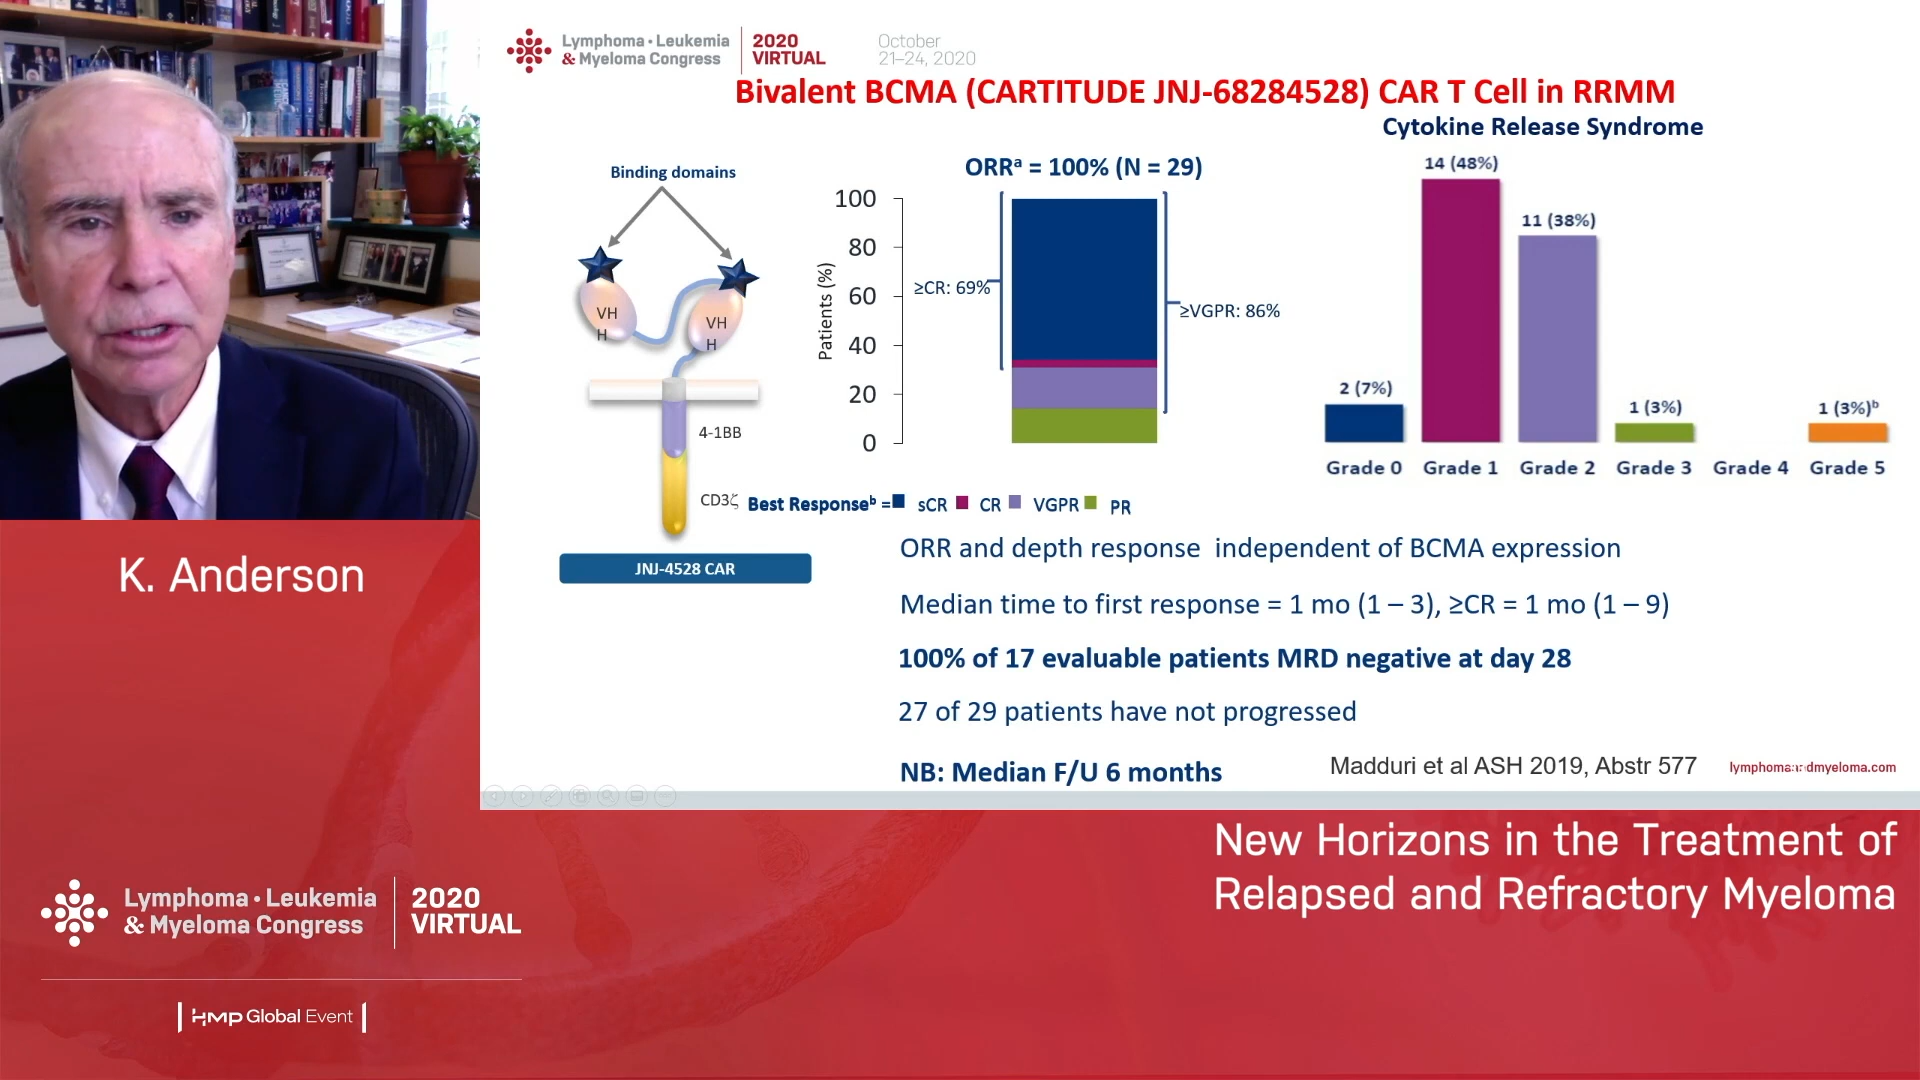 Lymphoma • Leukemia
& Myeloma Congress
2020
VIRTUAL
October
21–24, 2020
Bivalent BCMA (CARTITUDE JNJ-68284528) CAR T Cell in RRMM
Cytokine Release Syndrome
Binding domains
VH
H
VH
H
4-1BB
CD3ζ
JNJ-4528 CAR
ORRᵃ = 100% (N = 29)
Patients (%)
100
80
60
40
20
0
≥CR: 69%
≥VGPR: 86%
Best Responseᵇ = sCR CR VGPR PR
14 (48%)
11 (38%)
2 (7%)
1 (3%)
1 (3%)ᵇ
Grade 0 Grade 1 Grade 2 Grade 3 Grade 4 Grade 5
ORR and depth response independent of BCMA expression
Median time to first response = 1 mo (1 – 3), ≥CR = 1 mo (1 – 9)
100% of 17 evaluable patients MRD negative at day 28
27 of 29 patients have not progressed
NB: Median F/U 6 months
Madduri et al ASH 2019, Abstr 577
K. Anderson
New Horizons in the Treatment of
Relapsed and Refractory Myeloma
Lymphoma • Leukemia
& Myeloma Congress
2020
VIRTUAL
HMP Global Event